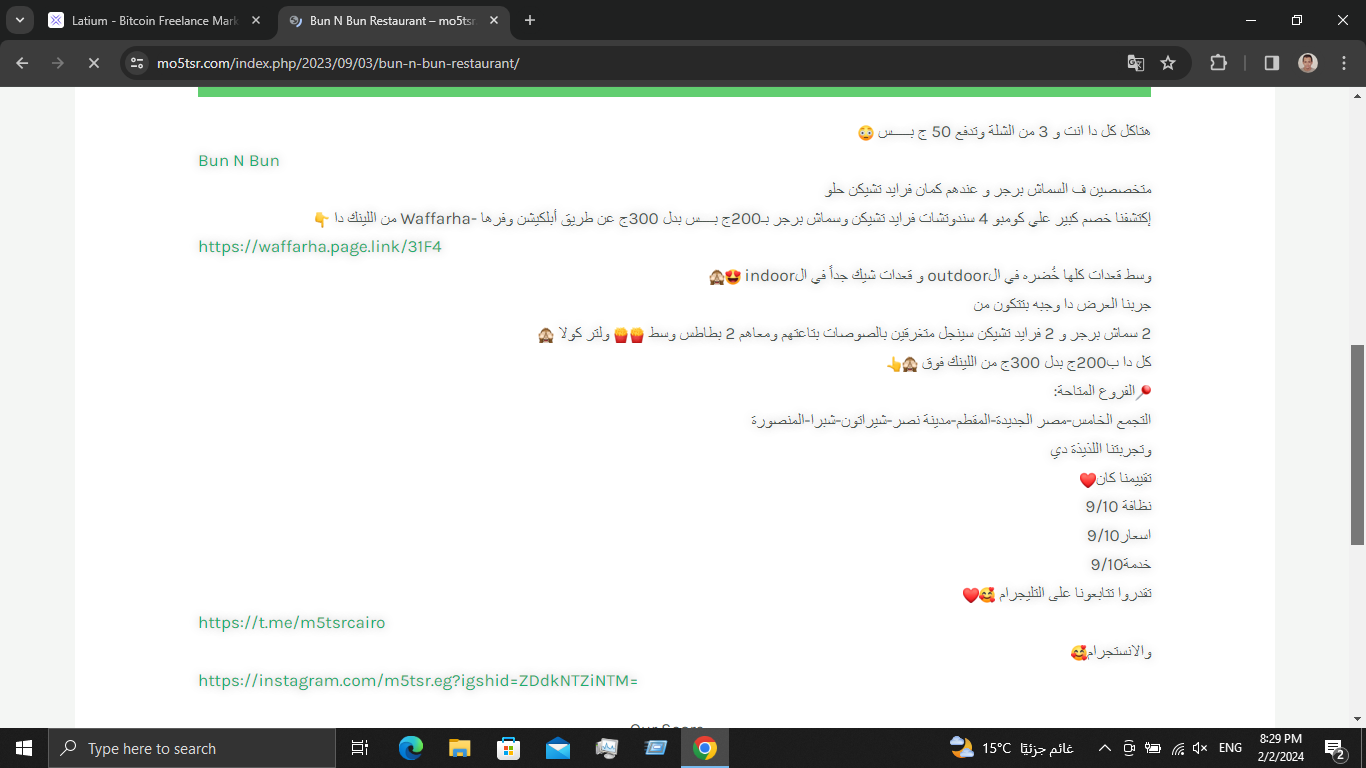 Latium - Bitcoin Freelance Mark
Bun N Bun Restaurant – mo5tsr
mo5tsr.com/index.php/2023/09/03/bun-n-bun-restaurant/
هتاكل كل دا انت و 3 من الشلة وتدفع 50 ج بـــــس 😳
Bun N Bun
متخصصين ف السماش برجر و عندهم كمان فرايد تشيكن حلو
إكتشفنا خصم كبير علي كومبو 4 سندوتشات فرايد تشيكن وسماش برجر بـ200ج بـــــس بدل 300ج عن طريق أبلكيشن وفرها -Waffarha من اللينك دا 👇
https://waffarha.page.link/31F4
وسط قعدات كلها خُضره في الoutdoor و قعدات شيك جداً في الindoor 😍🙈
جربنا العرض دا وجبه بتتكون من
2 سماش برجر و 2 فرايد تشيكن سينجل متغرقين بالصوصات بتاعتهم ومعاهم 2 بطاطس وسط 🍟🍟 ولتر كولا 🙈
كل دا ب200ج بدل 300ج من اللينك فوق 🙈👆
📍الفروع المتاحة:
التجمع الخامس-مصر الجديدة-المقطم-مدينة نصر-شيراتون-شبرا-المنصورة
وتجربتنا اللذيذة دي
تقييمنا كان♥️
نظافة 9/10
اسعار9/10
خدمة9/10
تقدروا تتابعونا على التليجرام 🥰♥️
https://t.me/m5tsrcairo
والانستجرام🥰
https://instagram.com/m5tsr.eg?igshid=ZDdkNTZiNTM=
Type here to search
15°C غائم جزئيًا
ENG
8:29 PM
2/2/2024
2